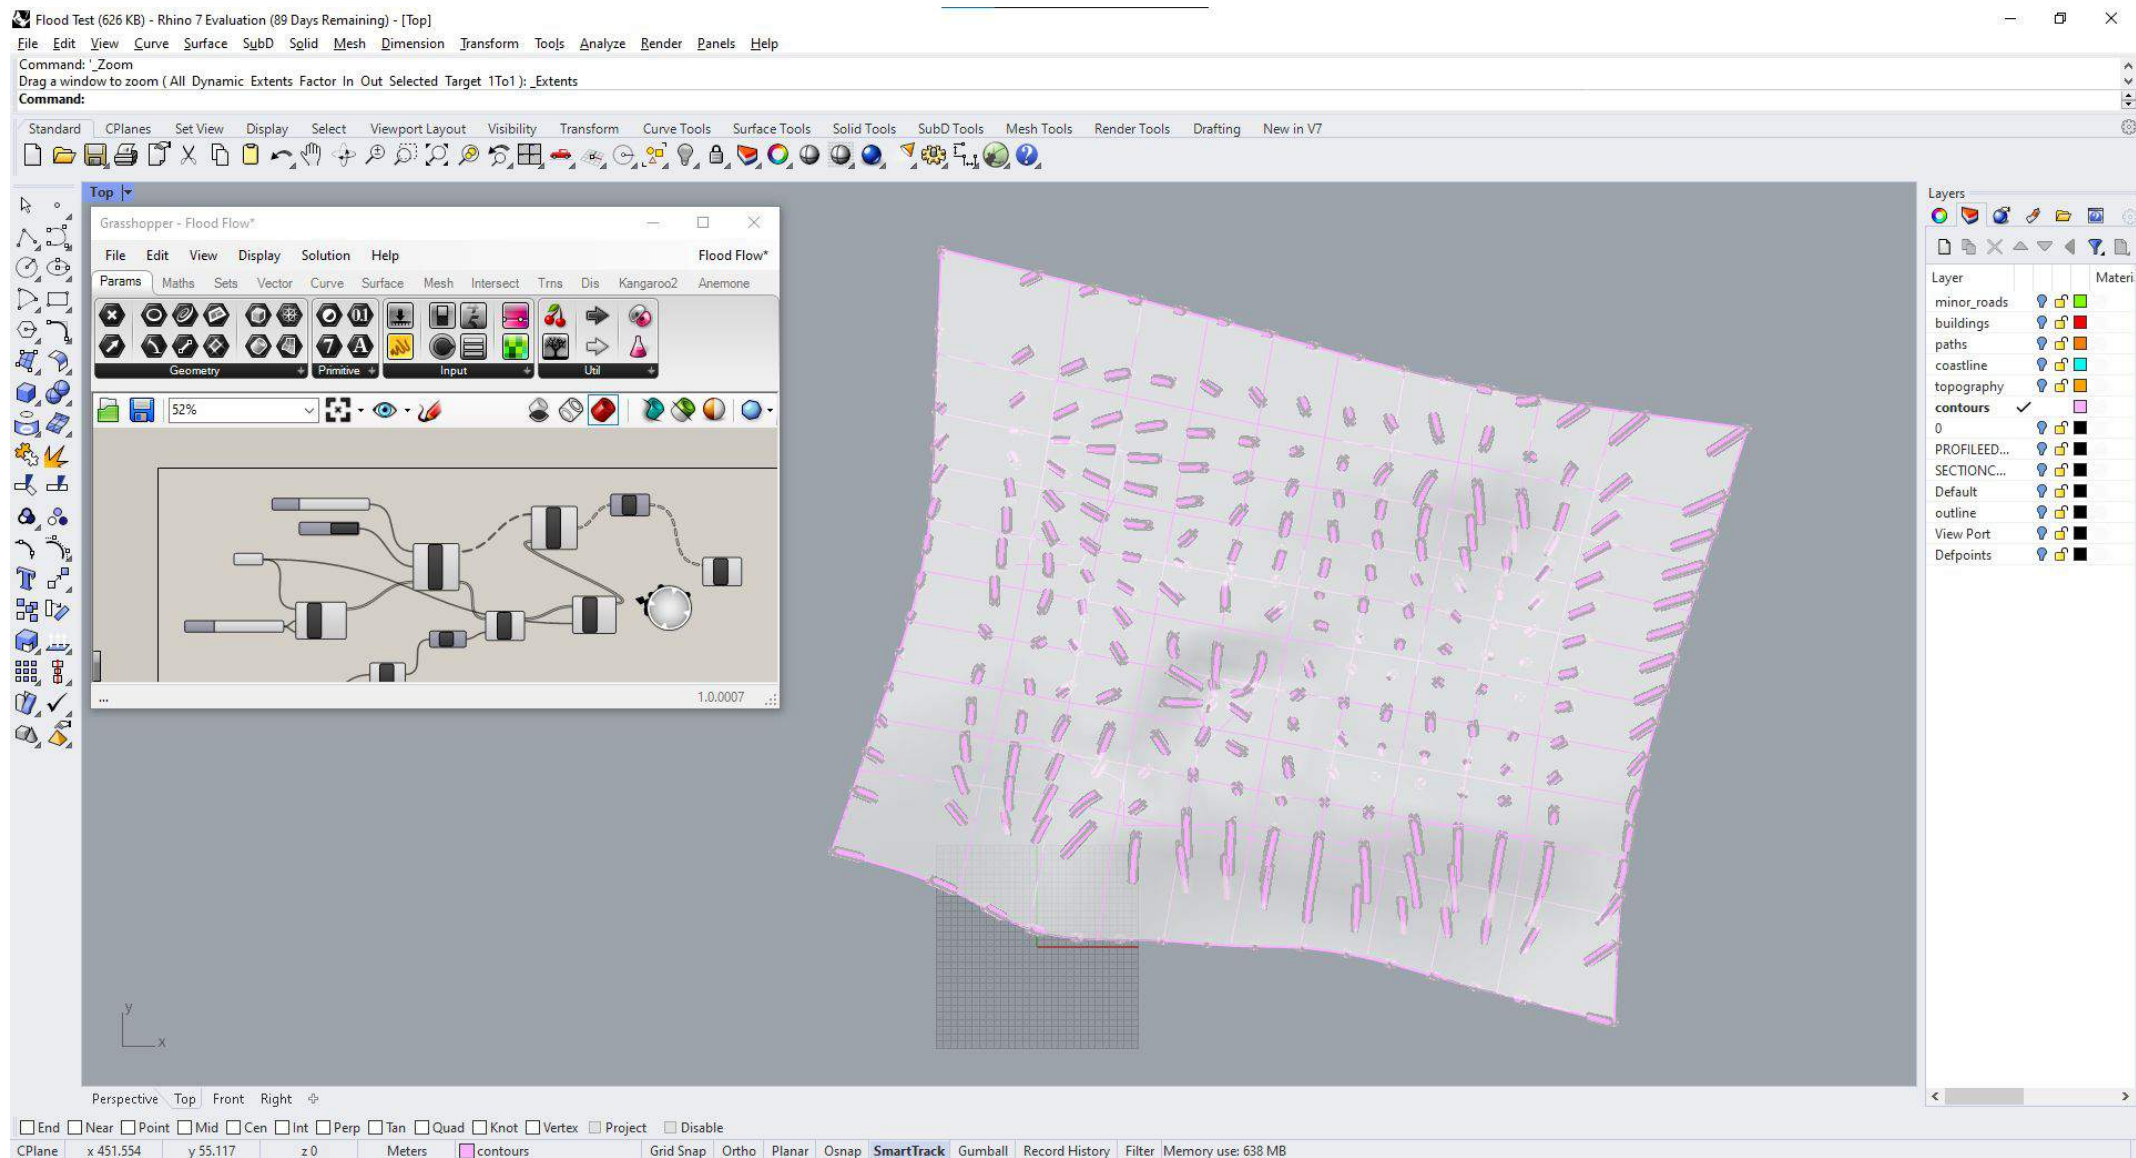 Flood Test (626 KB) - Rhino 7 Evaluation (89 Days Remaining) - [Top]
File Edit View Curve Surface SubD Solid Mesh Dimension Transform Tools Analyze Render Panels Help
Command: '_Zoom
Drag a window to zoom ( All Dynamic Extents Factor In Out Selected Target 1To1 ): _Extents
Command:
Standard CPlanes Set View Display Select Viewport Layout Visibility Transform Curve Tools Surface Tools Solid Tools SubD Tools Mesh Tools Render Tools Drafting New in V7
Top
Grasshopper - Flood Flow*
File Edit View Display Solution Help Flood Flow*
Params Maths Sets Vector Curve Surface Mesh Intersect Trns Dis Kangaroo2 Anemone
Geometry Primitive Input Util
52%
...
1.0.0007
y
x
Layers
Layer Materi
minor_roads
buildings
paths
coastline
topography
contours
0
PROFILEED...
SECTIONC...
Default
outline
View Port
Defpoints
Perspective Top Front Right
End Near Point Mid Cen Int Perp Tan Quad Knot Vertex Project Disable
CPlane x 451.554 y 55.117 z 0 Meters contours Grid Snap Ortho Planar Osnap SmartTrack Gumball Record History Filter Memory use: 638 MB